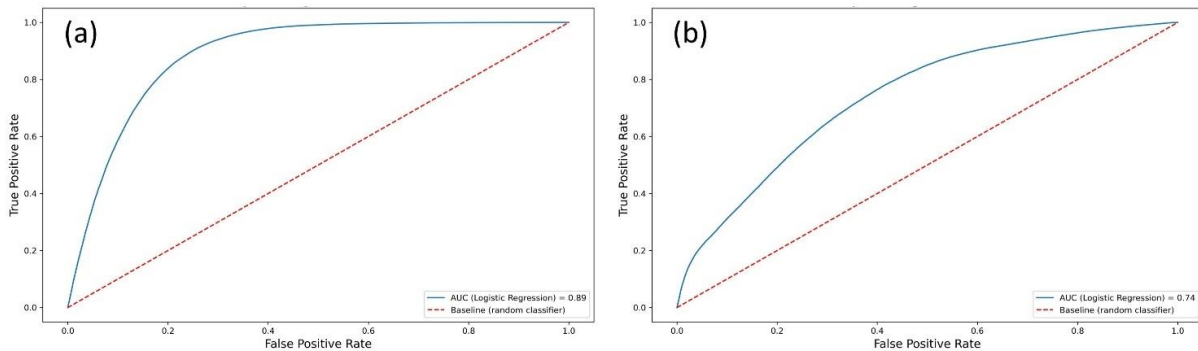 (a)
True Positive Rate
1.0
0.8
0.6
0.4
0.2
0.0
0.0 0.2 0.4 0.6 0.8 1.0
False Positive Rate
AUC (Logistic Regression) = 0.89
Baseline (random classifier)
(b)
True Positive Rate
1.0
0.8
0.6
0.4
0.2
0.0
0.0 0.2 0.4 0.6 0.8 1.0
False Positive Rate
AUC (Logistic Regression) = 0.74
Baseline (random classifier)